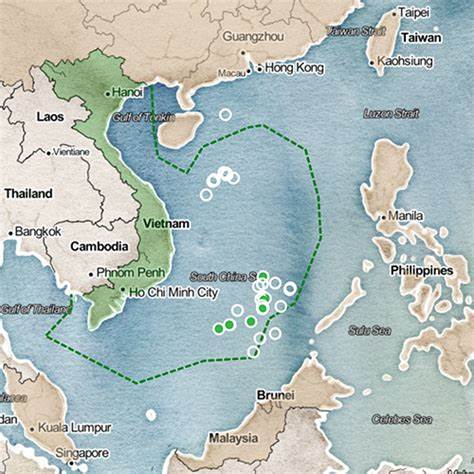 Taipei
Taiwan Strait
Taiwan
Guangzhou
Kaohsiung
Hong Kong
Macau
Hanoi
Gulf of Tonkin
Luzon Strait
Laos
Vientiane
Thailand
Manila
Vietnam
Bangkok
Cambodia
Phnom Penh
South China S
Philippines
Ho Chi Minh City
Gulf of Thailand
Sulu Sea
Brunei
Celebes Sea
Kuala Lumpur
Malaysia
Singapore